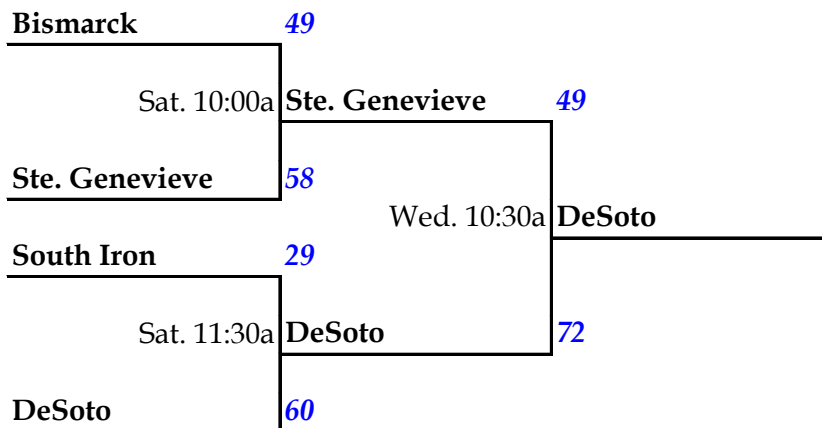 Bismarck 49
Sat. 10:00a Ste. Genevieve 49
Ste. Genevieve 58
Wed. 10:30a DeSoto
South Iron 29
Sat. 11:30a DeSoto 72
DeSoto 60